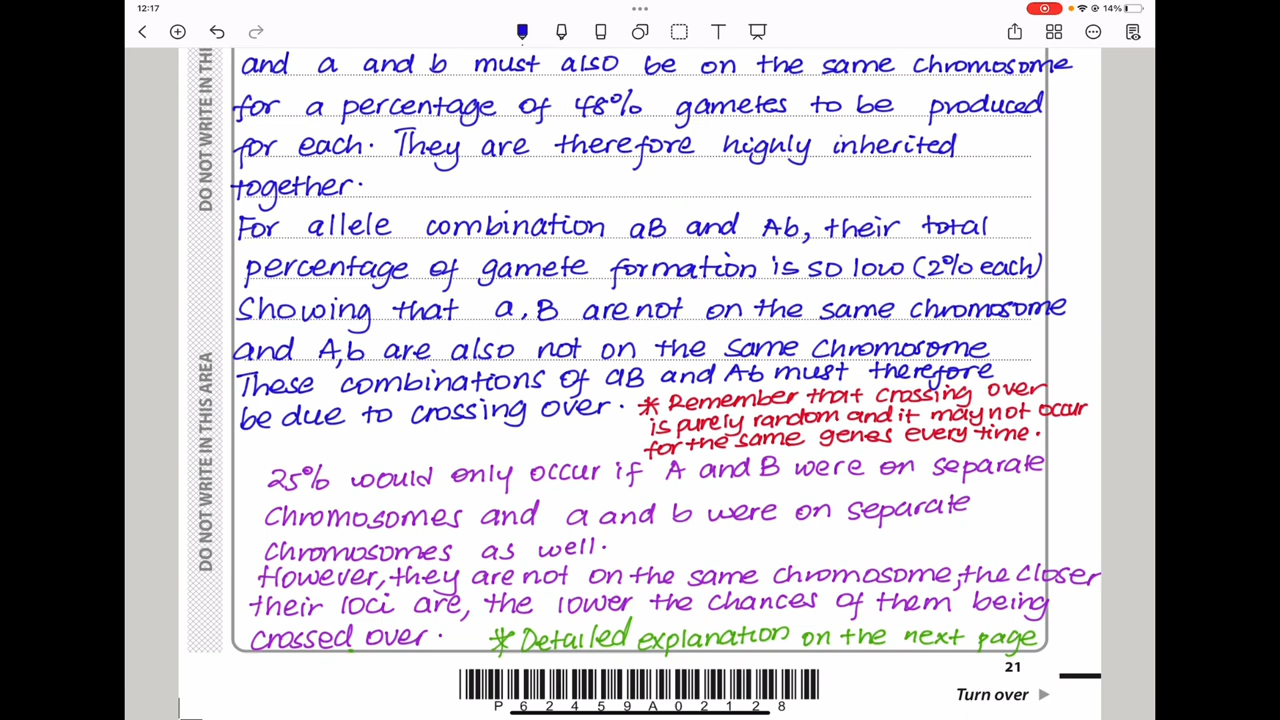 12:17
14%
T
and a and b must also be on the same chromosome
for a percentage of 48% gametes to be produced
for each. They are therefore highly inherited
together.
For allele combination aB and Ab, their total
percentage of gamete formation is so low (2% each)
Showing that a, B are not on the same chromosome
and A,b are also not on the same chromosome
These combinations of aB and Ab must therefore
be due to crossing over.
* Remember that crossing over
is purely random and it may not occur
for the same genes every time.
25% would only occur if A and B were on separate
chromosomes and a and b were on separate
chromosomes as well.
However, they are not on the same chromosome, the closer
their loci are, the lower the chances of them being
crossed over.
* Detailed explanation on the next page
DO NOT WRITE IN THI
DO NOT WRITE IN THIS AREA
21
P 6 2 4 5 9 A 0 2 1 2 8
Turn over